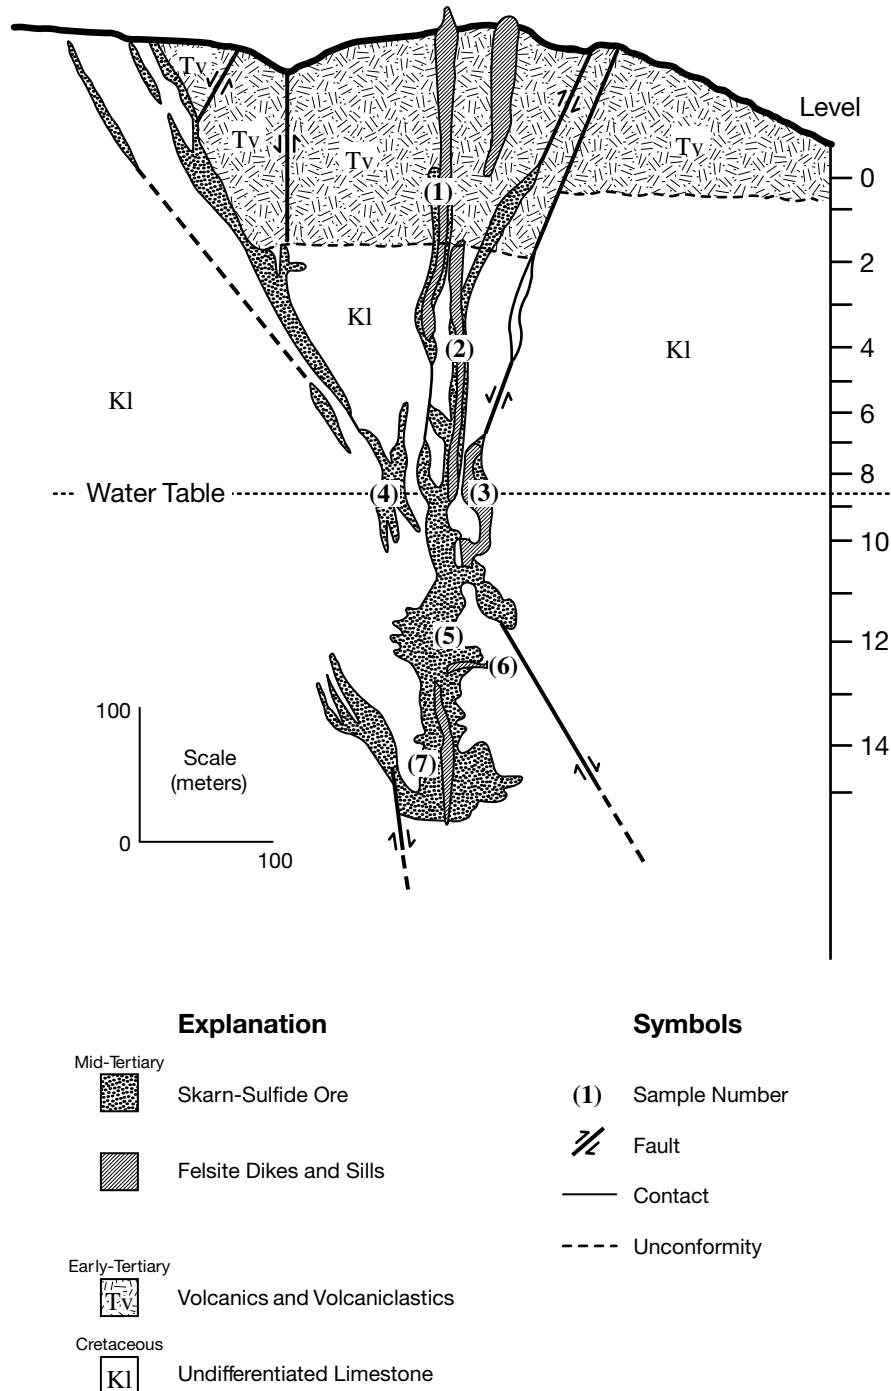 Level
Tv
Tv
Tv
Tv
0
(1)
2
Kl
(2)
Kl
4
Kl
6
8
Water Table
(4)
(3)
10
(5)
12
(6)
100
14
Scale
(meters)
(7)
0
100
Explanation
Symbols
Mid-Tertiary
Skarn-Sulfide Ore
(1)
Sample Number
Fault
Felsite Dikes and Sills
Contact
Unconformity
Early-Tertiary
Tv
Volcanics and Volcaniclastics
Cretaceous
Kl
Undifferentiated Limestone